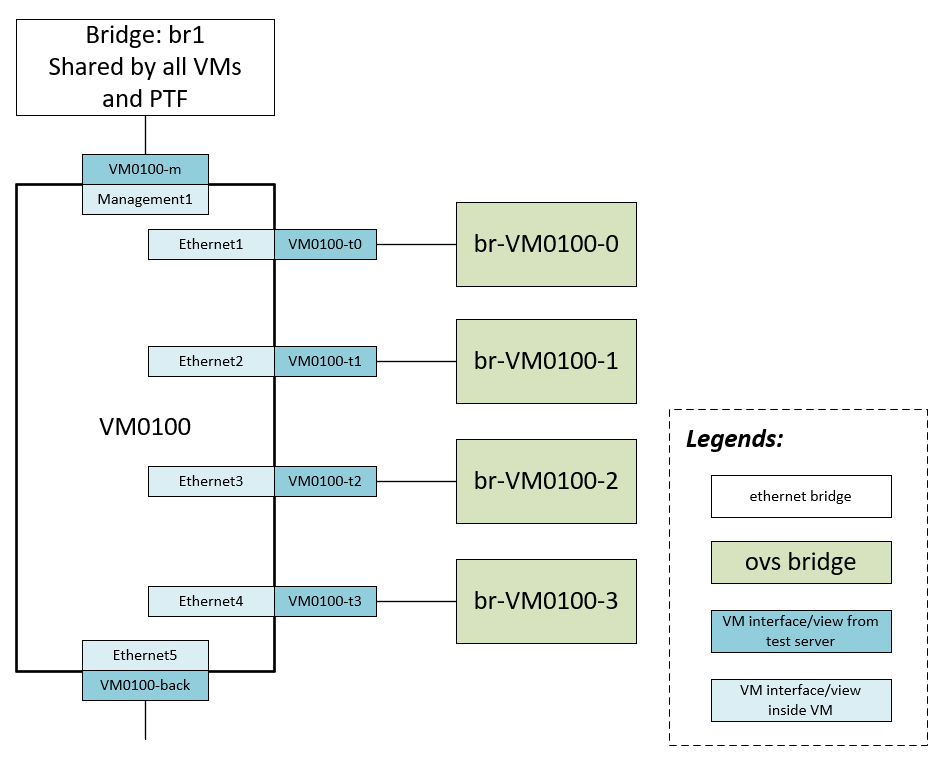 Bridge: br1
Shared by all VMs
and PTF
VM0100-m
Management1
Ethernet1
VM0100-t0
br-VM0100-0
Ethernet2
VM0100-t1
br-VM0100-1
VM0100
Ethernet3
VM0100-t2
br-VM0100-2
Ethernet4
VM0100-t3
br-VM0100-3
Ethernet5
VM0100-back
Legends:
ethernet bridge
ovs bridge
VM interface/view from
test server
VM interface/view
inside VM